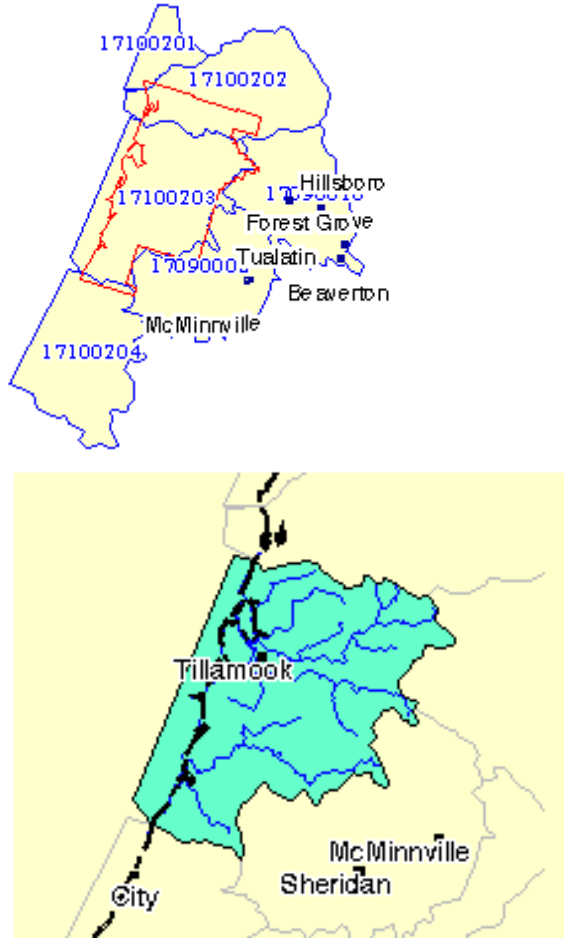 17100201
17100202
Hillsboro
17100203
Forest Grove
Tualatin
Beaverton
McMinnville
17100204
Tillamook
McMinnville
Sheridan
City